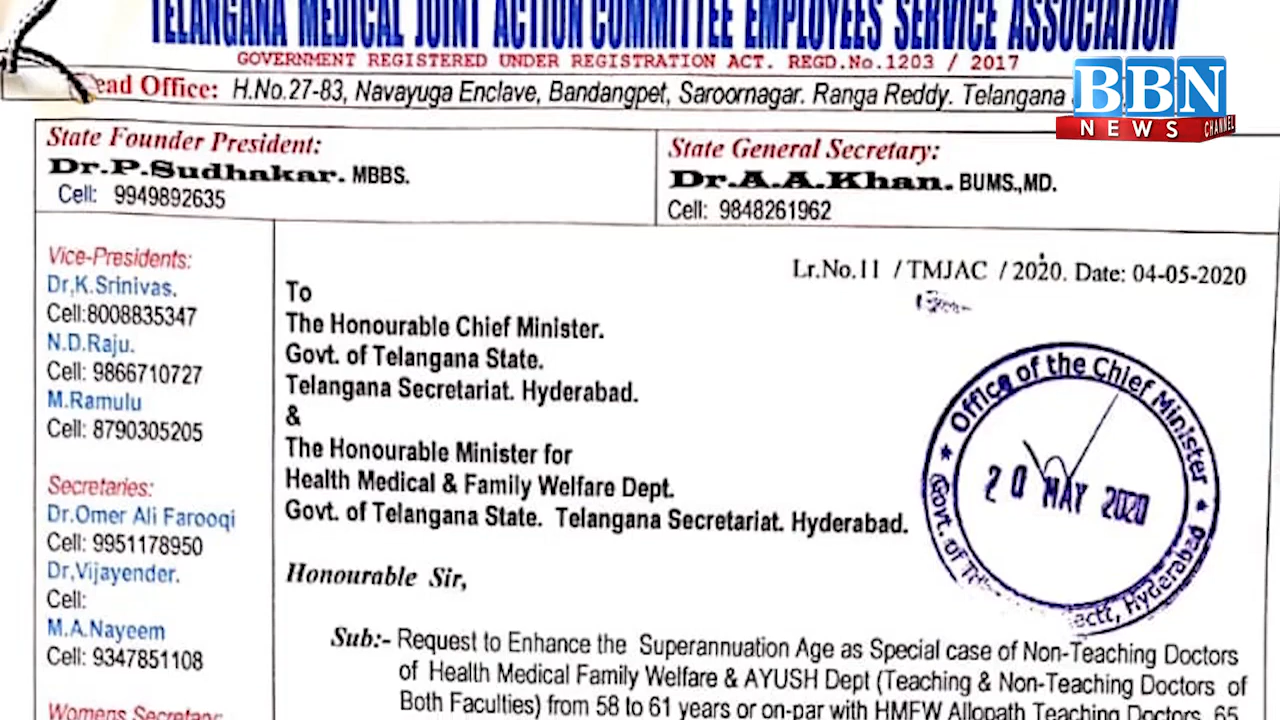 TELANGANA MEDICAL JOINT ACTION COMMITTEE EMPLOYEES SERVICE ASSOCIATION
GOVERNMENT REGISTERED UNDER REGISTRATION ACT. REGD.No.1203 / 2017
ead Office: H.No.27-83, Navayuga Enclave, Bandangpet, Saroornagar. Ranga Reddy. Telangana
BBN
NEWS CHANNEL
State Founder President:
Dr.P.Sudhakar. MBBS.
Cell: 9949892635
State General Secretary:
Dr.A.A.Khan. BUMS.,MD.
Cell: 9848261962
Vice-Presidents:
Dr,K.Srinivas.
Cell:8008835347
N.D.Raju.
Cell: 9866710727
M.Ramulu
Cell: 8790305205
Secretaries:
Dr.Omer Ali Farooqi
Cell: 9951178950
Dr,Vijayender.
Cell:
M.A.Nayeem
Cell: 9347851108
Womens Secretar
Lr.No.11 / TMJAC / 2020. Date: 04-05-2020
To
The Honourable Chief Minister.
Govt. of Telangana State.
Telangana Secretariat. Hyderabad.
&
The Honourable Minister for
Health Medical & Family Welfare Dept.
Govt. of Telangana State. Telangana Secretariat. Hyderabad.
Office of the Chief Minister
20 MAY 2020
Govt. of Hyderabad
Honourable Sir,
Sub:- Request to Enhance the Superannuation Age as Special case of Non-Teaching Doctors
of Health Medical Family Welfare & AYUSH Dept (Teaching & Non-Teaching Doctors of
Both Faculties) from 58 to 61 years or on-par with HMFW Allopath Teaching Doctors, 65